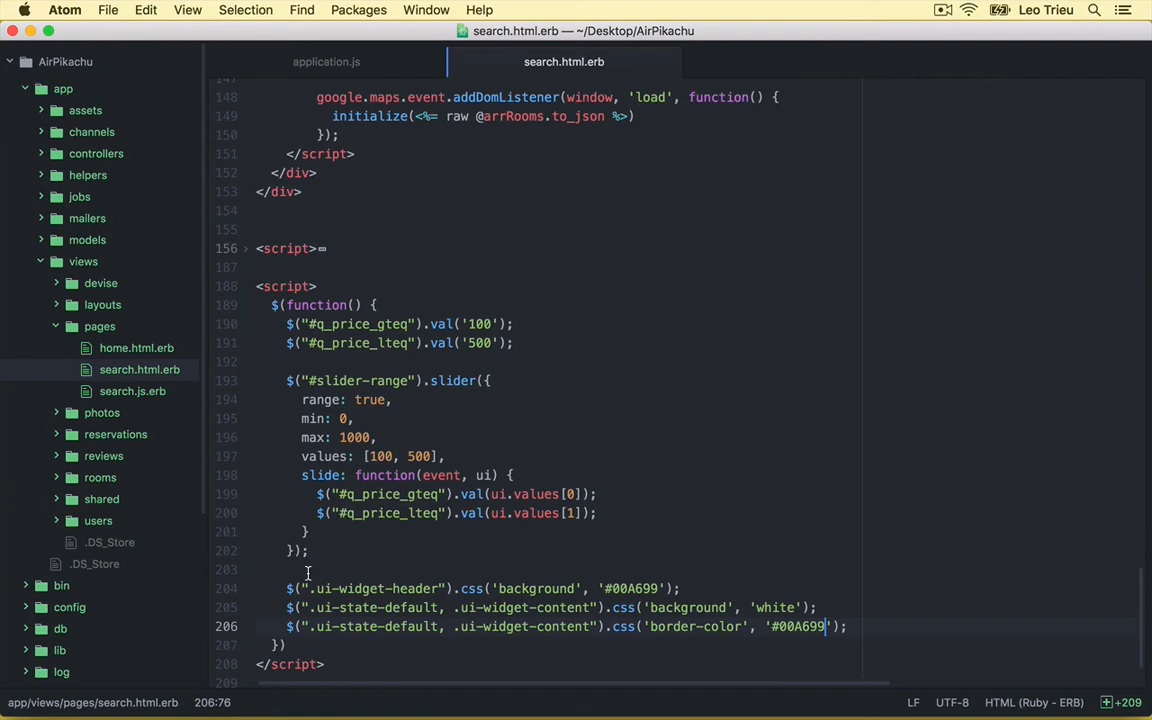 Atom File Edit View Selection Find Packages Window Help Leo Trieu
search.html.erb — ~/Desktop/AirPikachu
AirPikachu
app
assets
channels
controllers
helpers
jobs
mailers
models
views
devise
layouts
pages
home.html.erb
search.html.erb
search.js.erb
photos
reservations
reviews
rooms
shared
users
.DS_Store
.DS_Store
bin
config
db
lib
log
application.js search.html.erb
147
148 google.maps.event.addDomListener(window, 'load', function() {
149 initialize(<%= raw @arrRooms.to_json %>)
150 });
151 </script>
152 </div>
153 </div>
154
155
156 <script>
187
188 <script>
189 $(function() {
190 $("#q_price_gteq").val('100');
191 $("#q_price_lteq").val('500');
192
193 $("#slider-range").slider({
194 range: true,
195 min: 0,
196 max: 1000,
197 values: [100, 500],
198 slide: function(event, ui) {
199 $("#q_price_gteq").val(ui.values[0]);
200 $("#q_price_lteq").val(ui.values[1]);
201 }
202 });
203
204 $(".ui-widget-header").css('background', '#00A699');
205 $(".ui-state-default, .ui-widget-content").css('background', 'white');
206 $(".ui-state-default, .ui-widget-content").css('border-color', '#00A699');
207 })
208 </script>
209
app/views/pages/search.html.erb 206:76 LF UTF-8 HTML (Ruby - ERB) +209